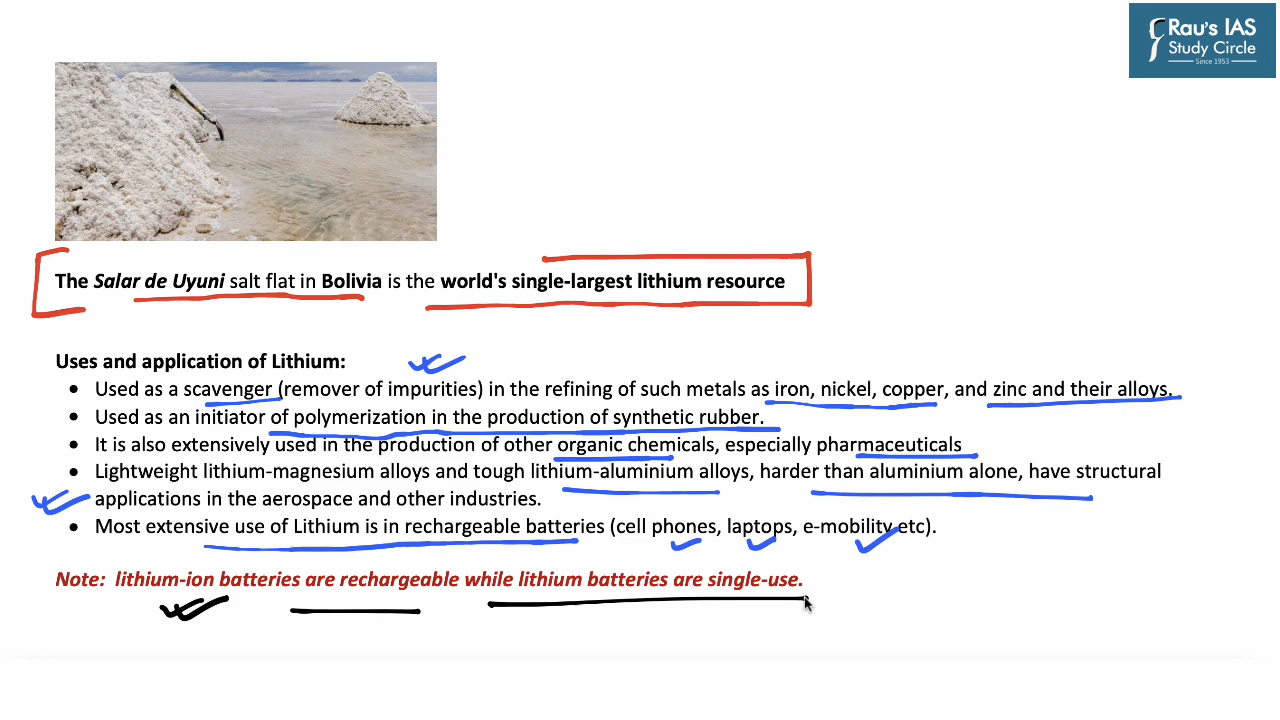 Rau's IAS
Study Circle
Since 1953
The Salar de Uyuni salt flat in Bolivia is the world's single-largest lithium resource
Uses and application of Lithium:
• Used as a scavenger (remover of impurities) in the refining of such metals as iron, nickel, copper, and zinc and their alloys.
• Used as an initiator of polymerization in the production of synthetic rubber.
• It is also extensively used in the production of other organic chemicals, especially pharmaceuticals
• Lightweight lithium-magnesium alloys and tough lithium-aluminium alloys, harder than aluminium alone, have structural
applications in the aerospace and other industries.
• Most extensive use of Lithium is in rechargeable batteries (cell phones, laptops, e-mobility etc).
Note: lithium-ion batteries are rechargeable while lithium batteries are single-use.